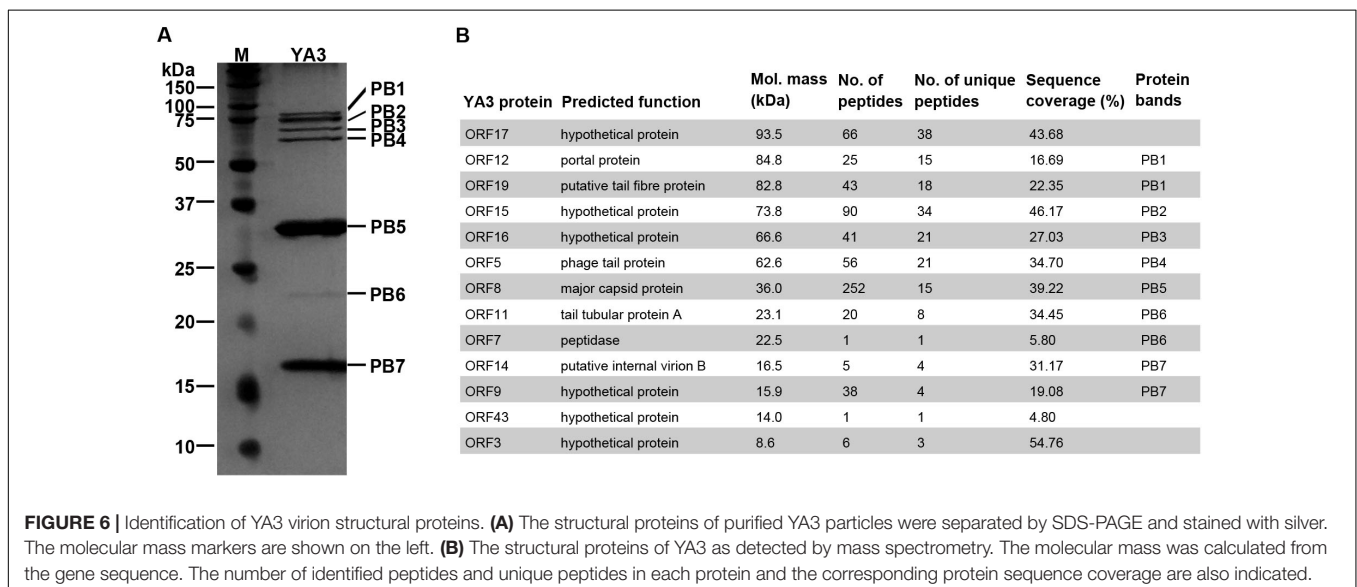 A
M YA3
kDa
150
100
75
50
37
25
20
15
10
PB1
PB2
PB3
PB4
PB5
PB6
PB7
B
YA3 protein Predicted function Mol. mass (kDa) No. of peptides No. of unique peptides Sequence coverage (%) Protein bands
ORF17 hypothetical protein 93.5 66 38 43.68
ORF12 portal protein 84.8 25 15 16.69 PB1
ORF19 putative tail fibre protein 82.8 43 18 22.35 PB1
ORF15 hypothetical protein 73.8 90 34 46.17 PB2
ORF16 hypothetical protein 66.6 41 21 27.03 PB3
ORF5 phage tail protein 62.6 56 21 34.70 PB4
ORF8 major capsid protein 36.0 252 15 39.22 PB5
ORF11 tail tubular protein A 23.1 20 8 34.45 PB6
ORF7 peptidase 22.5 1 1 5.80 PB6
ORF14 putative internal virion B 16.5 5 4 31.17 PB7
ORF9 hypothetical protein 15.9 38 4 19.08 PB7
ORF43 hypothetical protein 14.0 1 1 4.80
ORF3 hypothetical protein 8.6 6 3 54.76
FIGURE 6 | Identification of YA3 virion structural proteins. (A) The structural proteins of purified YA3 particles were separated by SDS-PAGE and stained with silver.
The molecular mass markers are shown on the left. (B) The structural proteins of YA3 as detected by mass spectrometry. The molecular mass was calculated from
the gene sequence. The number of identified peptides and unique peptides in each protein and the corresponding protein sequence coverage are also indicated.